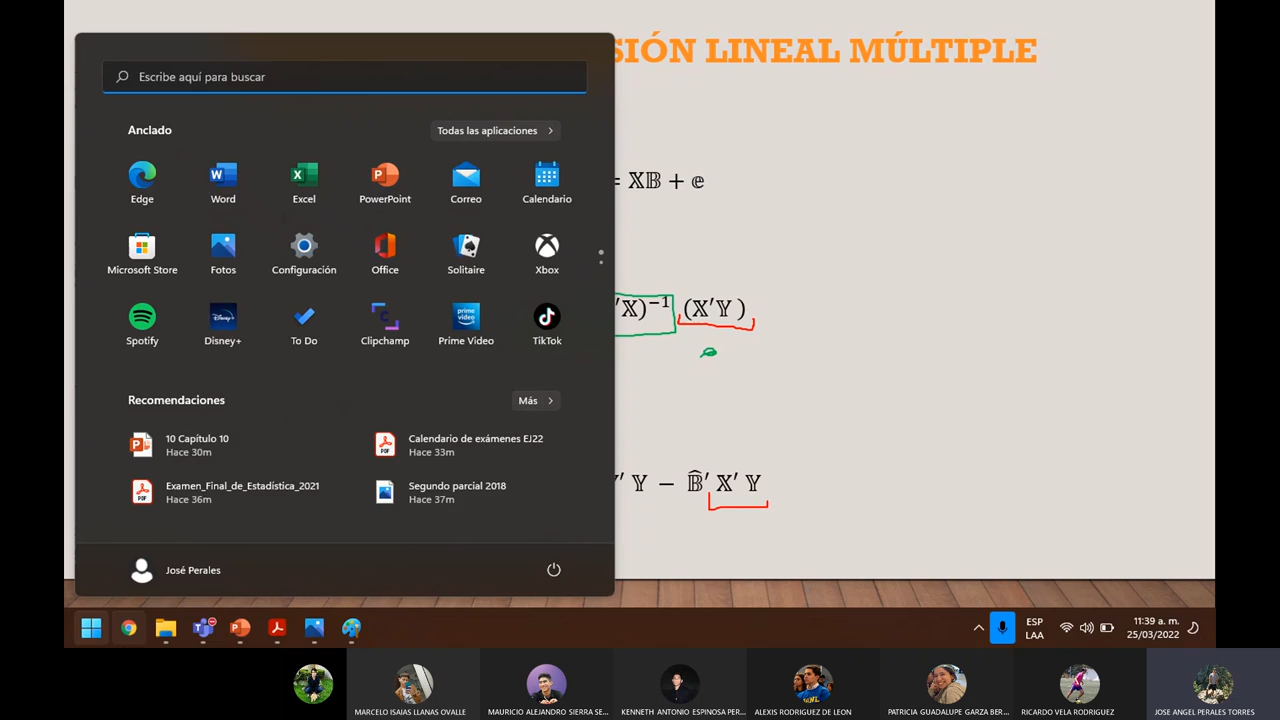 SIÓN LINEAL MÚLTIPLE
Escribe aquí para buscar
Anclado
Todas las aplicaciones
Edge
Word
Excel
PowerPoint
Correo
Calendario
Microsoft Store
Fotos
Configuración
Office
Solitaire
Xbox
Spotify
Disney+
To Do
Clipchamp
Prime Video
TikTok
Recomendaciones
Más
10 Capítulo 10
Hace 30m
Calendario de exámenes EJ22
Hace 33m
Examen_Final_de_Estadística_2021
Hace 36m
Segundo parcial 2018
Hace 37m
José Perales
= 𝕏𝔹 + 𝕖
′𝕏)⁻¹ (𝕏′𝕐 )
′ 𝕐 − 𝔹̂′ 𝕏′ 𝕐
ESP
LAA
11:39 a. m.
25/03/2022
MARCELO ISAIAS LLANAS OVALLE
MAURICIO ALEJANDRO SIERRA SE...
KENNETH ANTONIO ESPINOSA PER...
ALEXIS RODRIGUEZ DE LEON
PATRICIA GUADALUPE GARZA BER...
RICARDO VELA RODRIGUEZ
JOSE ANGEL PERALES TORRES